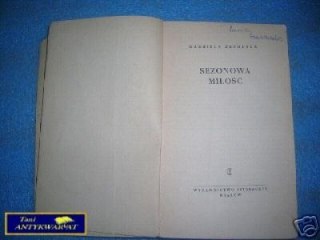 GABRIELA ZAPOLSKA
SEZONOWA
MIŁOŚĆ
WYDAWNICTWO LITERACKIE
KRAKÓW
Tani
ANTYKWARIAT